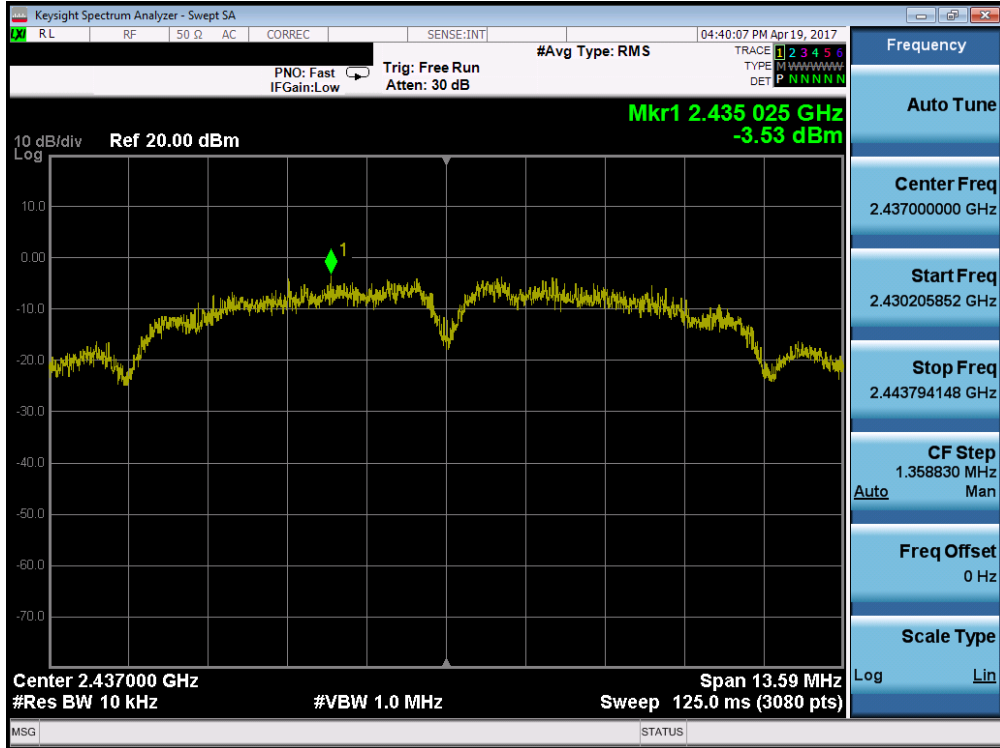 Keysight Spectrum Analyzer - Swept SA
LXI RL RF 50 Ω AC CORREC SENSE:INT 04:40:07 PM Apr 19, 2017
#Avg Type: RMS
TRACE 1 2 3 4 5 6
TYPE M WWWWW
DET P N N N N N
PNO: Fast
IFGain:Low
Trig: Free Run
Atten: 30 dB
Mkr1 2.435 025 GHz
-3.53 dBm
10 dB/div Ref 20.00 dBm
Log
10.0
0.00
-10.0
-20.0
-30.0
-40.0
-50.0
-60.0
-70.0
1
Center 2.437000 GHz Span 13.59 MHz
#Res BW 10 kHz #VBW 1.0 MHz Sweep 125.0 ms (3080 pts)
MSG STATUS
Frequency
Auto Tune
Center Freq
2.437000000 GHz
Start Freq
2.430205852 GHz
Stop Freq
2.443794148 GHz
CF Step
1.358830 MHz
Auto Man
Freq Offset
0 Hz
Scale Type
Log Lin